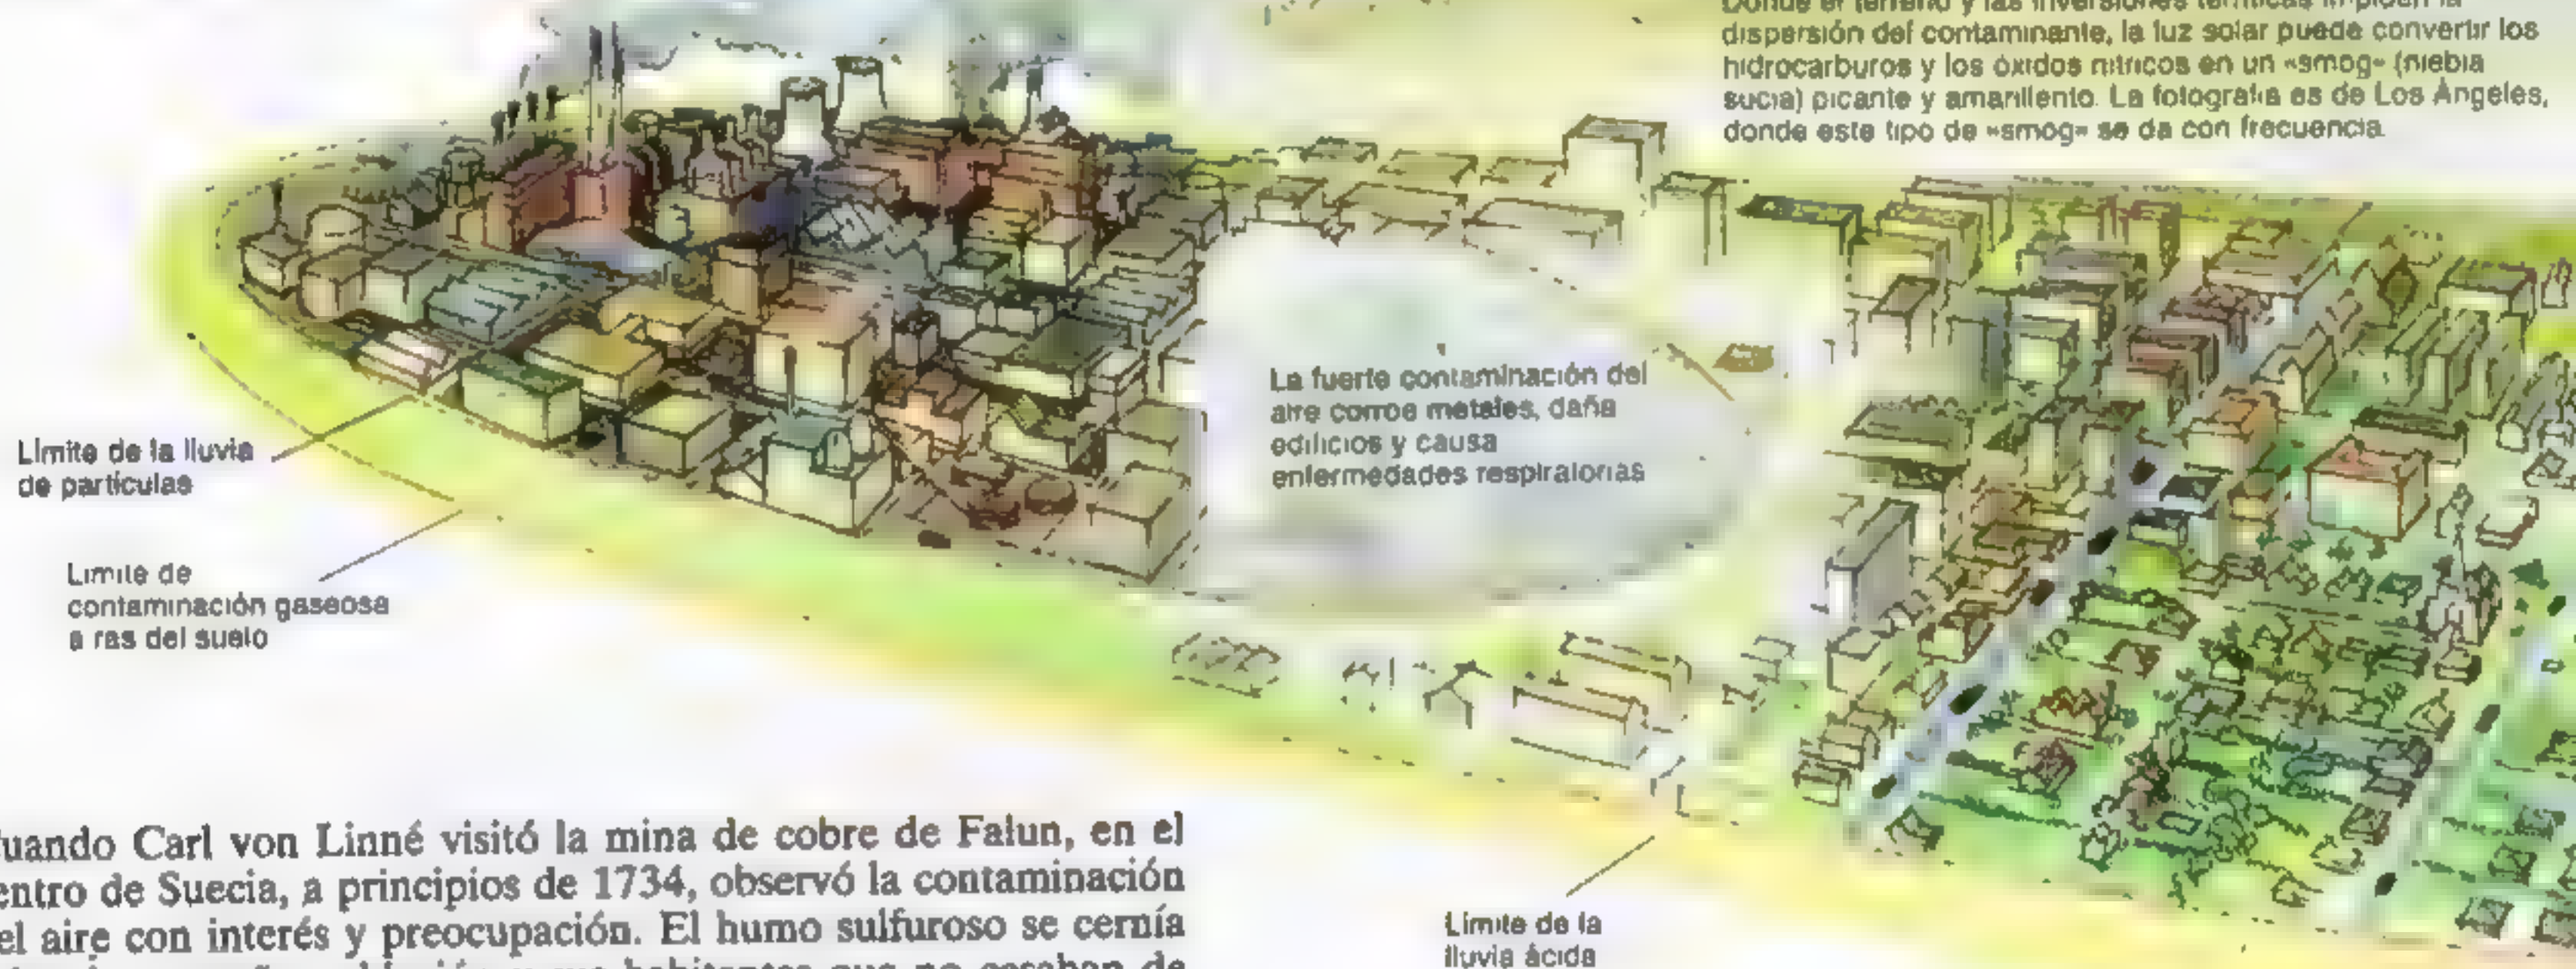 dispersión del contaminante, la luz solar puede convertir los
hidrocarburos y los óxidos nítricos en un «smog» (niebla
sucia) picante y amarillento. La fotografía es de Los Ángeles,
donde este tipo de «smog» se da con frecuencia
La fuerte contaminación del
aire corroe metales, daña
edificios y causa
enfermedades respiratorias
Límite de la lluvia
de partículas
Límite de
contaminación gaseosa
a ras del suelo
uando Carl von Linné visitó la mina de cobre de Falun, en el
entro de Suecia, a principios de 1734, observó la contaminación
el aire con interés y preocupación. El humo sulfuroso se cernía
Límite de la
lluvia ácida